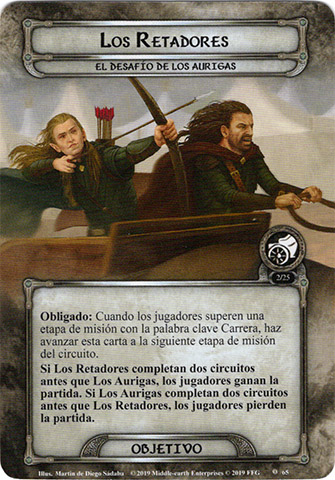 Los Retadores
El desafío de los Aurigas
2/25
Obligado: Cuando los jugadores superen una
etapa de misión con la palabra clave Carrera, haz
avanzar esta carta a la siguiente etapa de misión
del circuito.
Si Los Retadores completan dos circuitos
antes que Los Aurigas, los jugadores ganan la
partida. Si Los Aurigas completan dos circuitos
antes que Los Retadores, los jugadores pierden
la partida.
Objetivo
Illus. Martin de Diego Sádaba ©2019 Middle-earth Enterprises ©2019 FFG 65